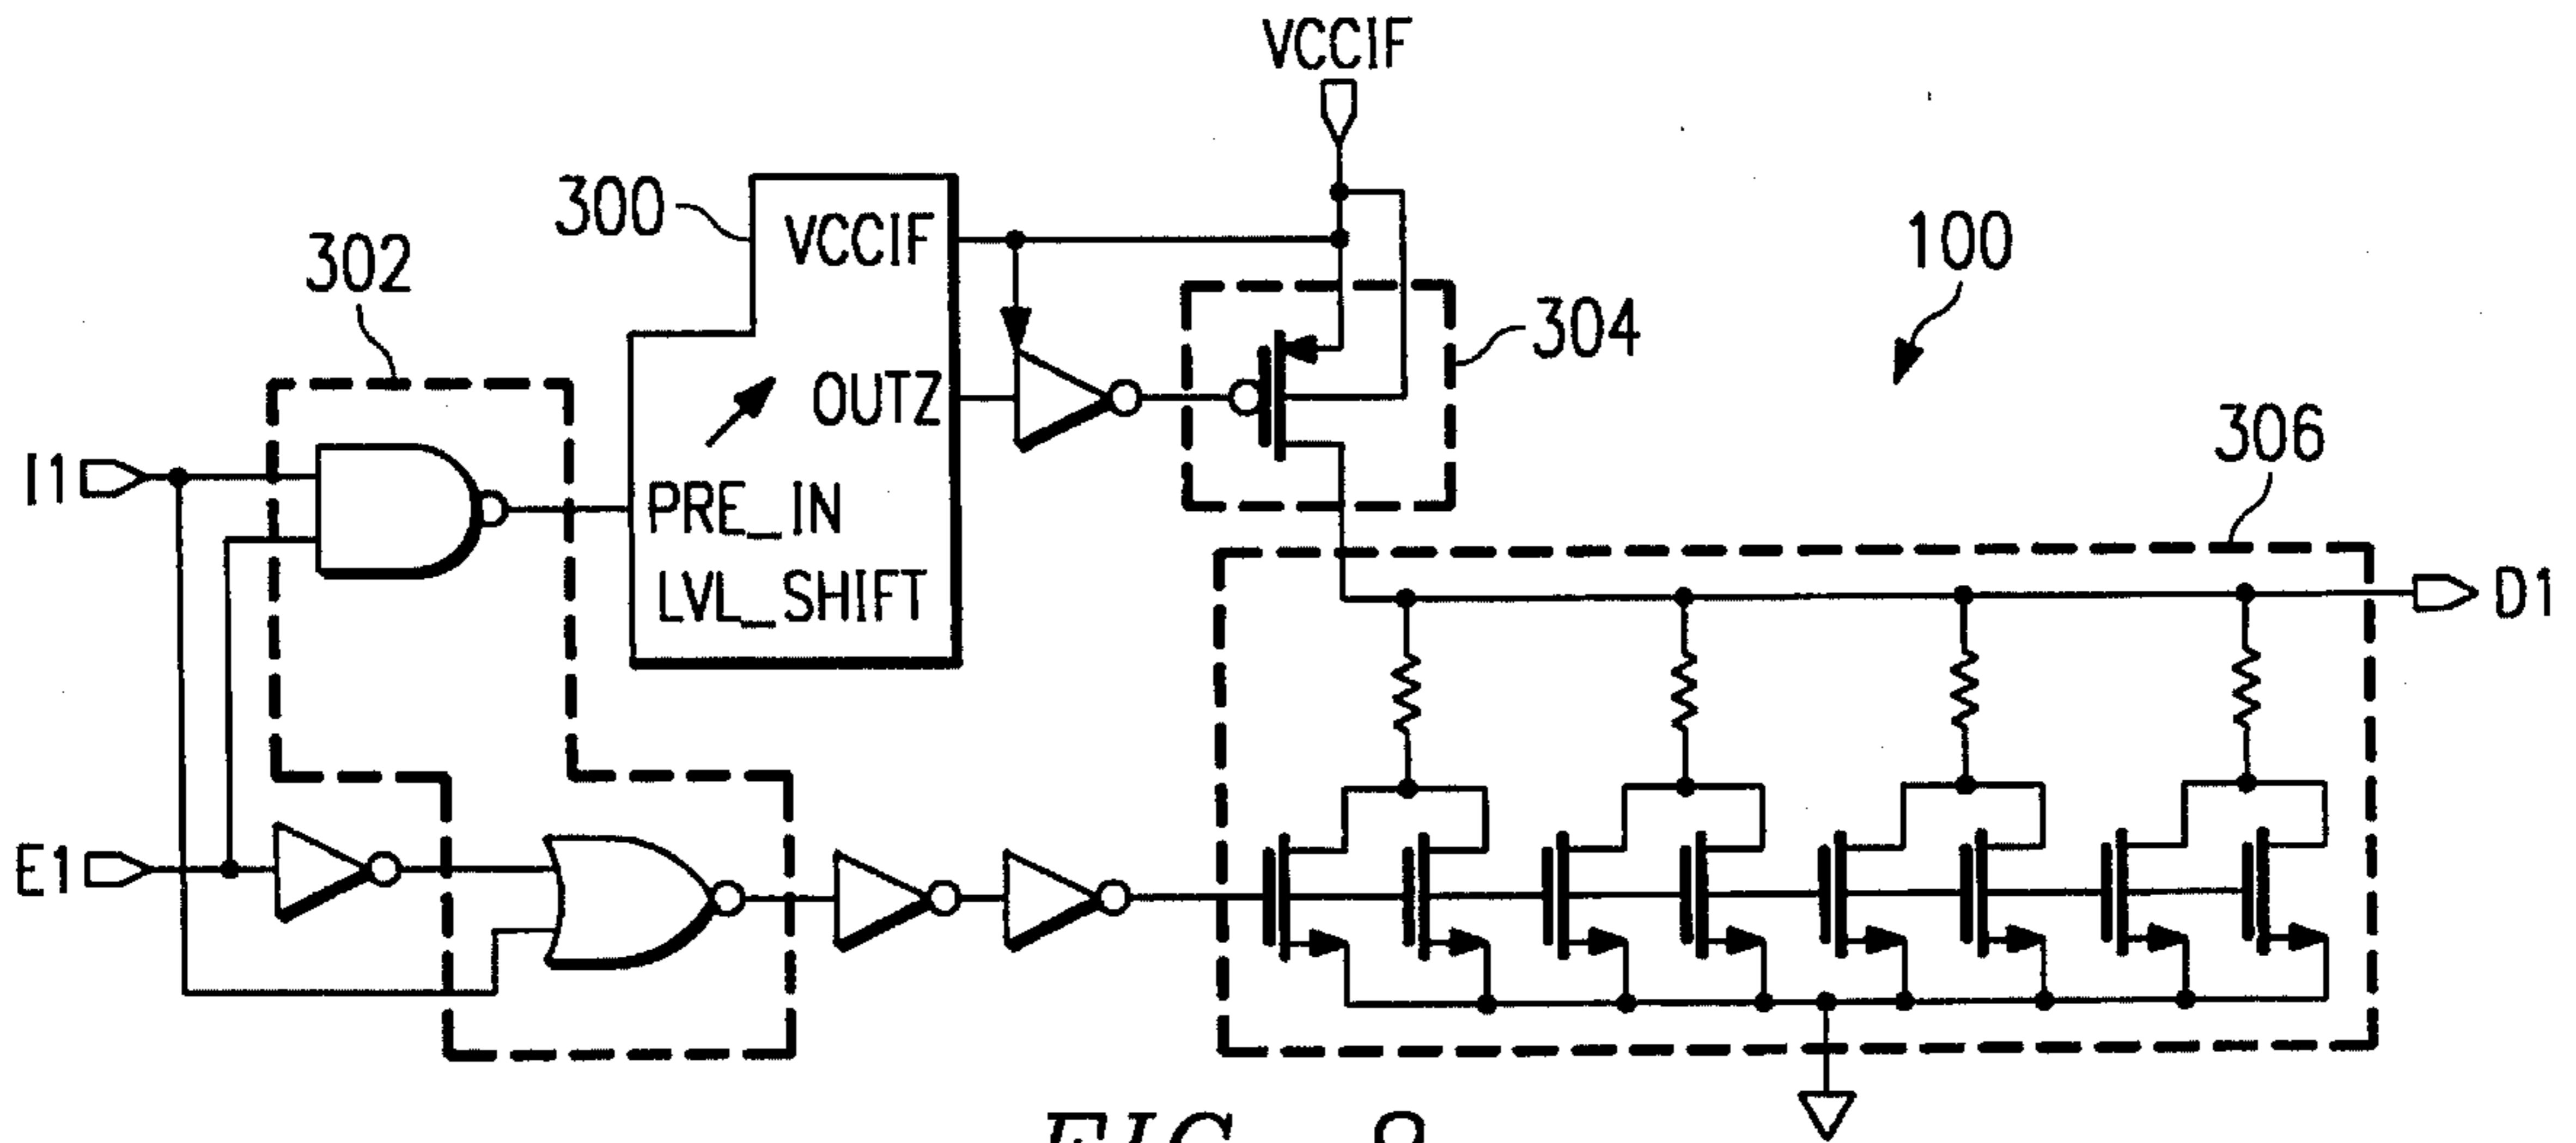 VCCIF
300
VCCIF
100
302
304
OUTZ
306
I1
PRE_IN
LVL_SHIFT
D1
E1